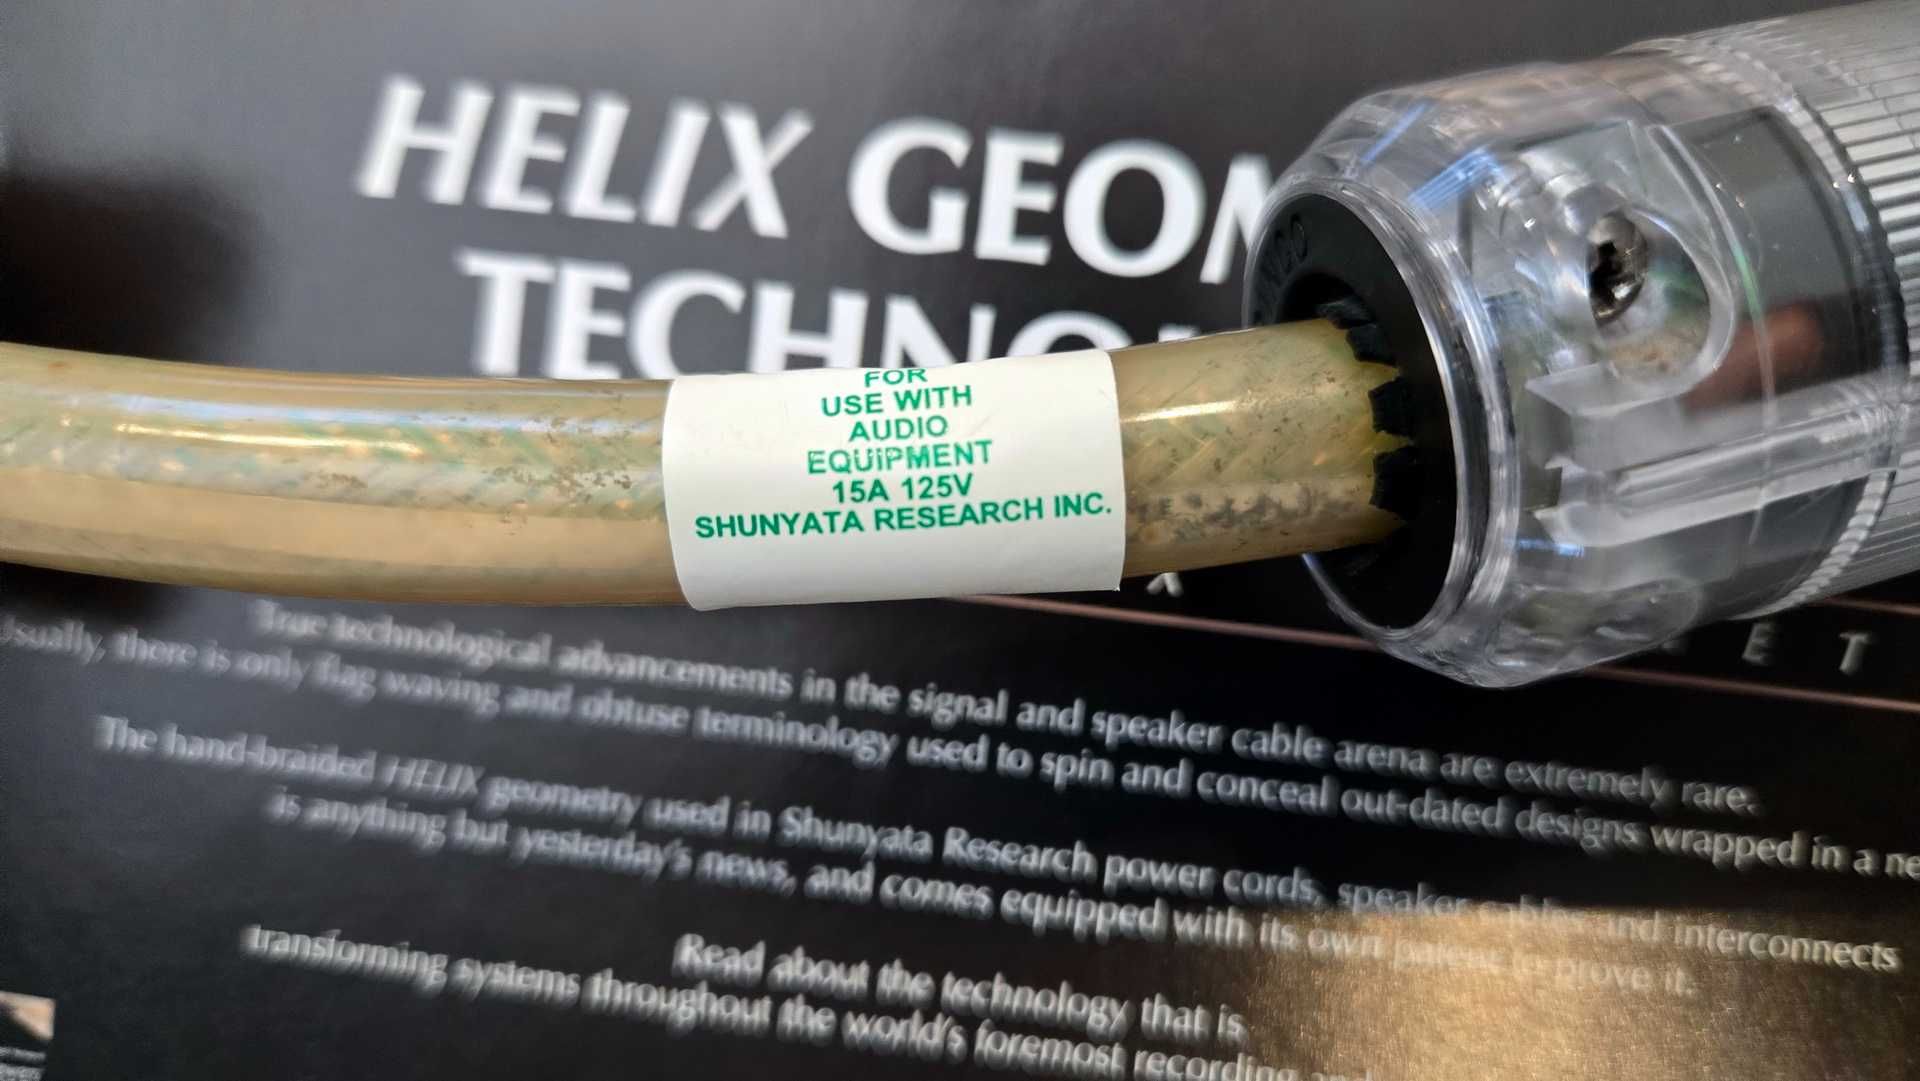 HELIX GEOM
TECHNOL
FOR
USE WITH
AUDIO
EQUIPMENT
15A 125V
SHUNYATA RESEARCH INC.
E T
True technological advancements in the signal and speaker cable arena are extremely rare.
Usually, there is only flag waving and obtuse terminology used to spin and conceal out-dated designs wrapped in a ne
The hand-braided HELIX geometry used in Shunyata Research power cords, speaker cables and interconnects
is anything but yesterday's news, and comes equipped with its own patent to prove it.
Read about the technology that is
transforming systems throughout the world's foremost recording and